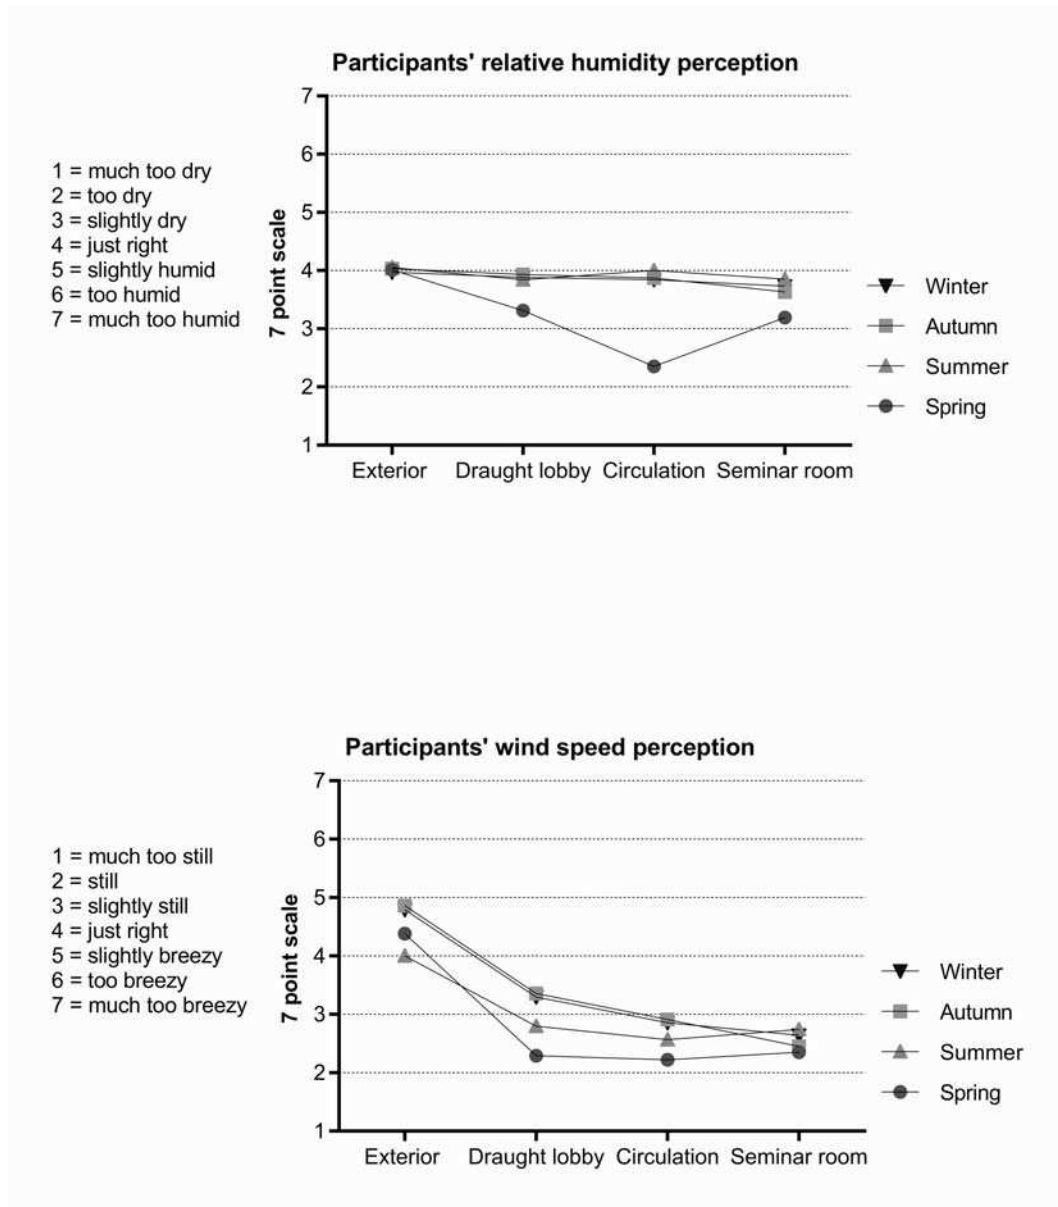 Participants' relative humidity perception
1 = much too dry
2 = too dry
3 = slightly dry
4 = just right
5 = slightly humid
6 = too humid
7 = much too humid
7 point scale
7
6
5
4
3
2
1
Exterior Draught lobby Circulation Seminar room
Winter
Autumn
Summer
Spring
Participants' wind speed perception
1 = much too still
2 = still
3 = slightly still
4 = just right
5 = slightly breezy
6 = too breezy
7 = much too breezy
7 point scale
7
6
5
4
3
2
1
Exterior Draught lobby Circulation Seminar room
Winter
Autumn
Summer
Spring